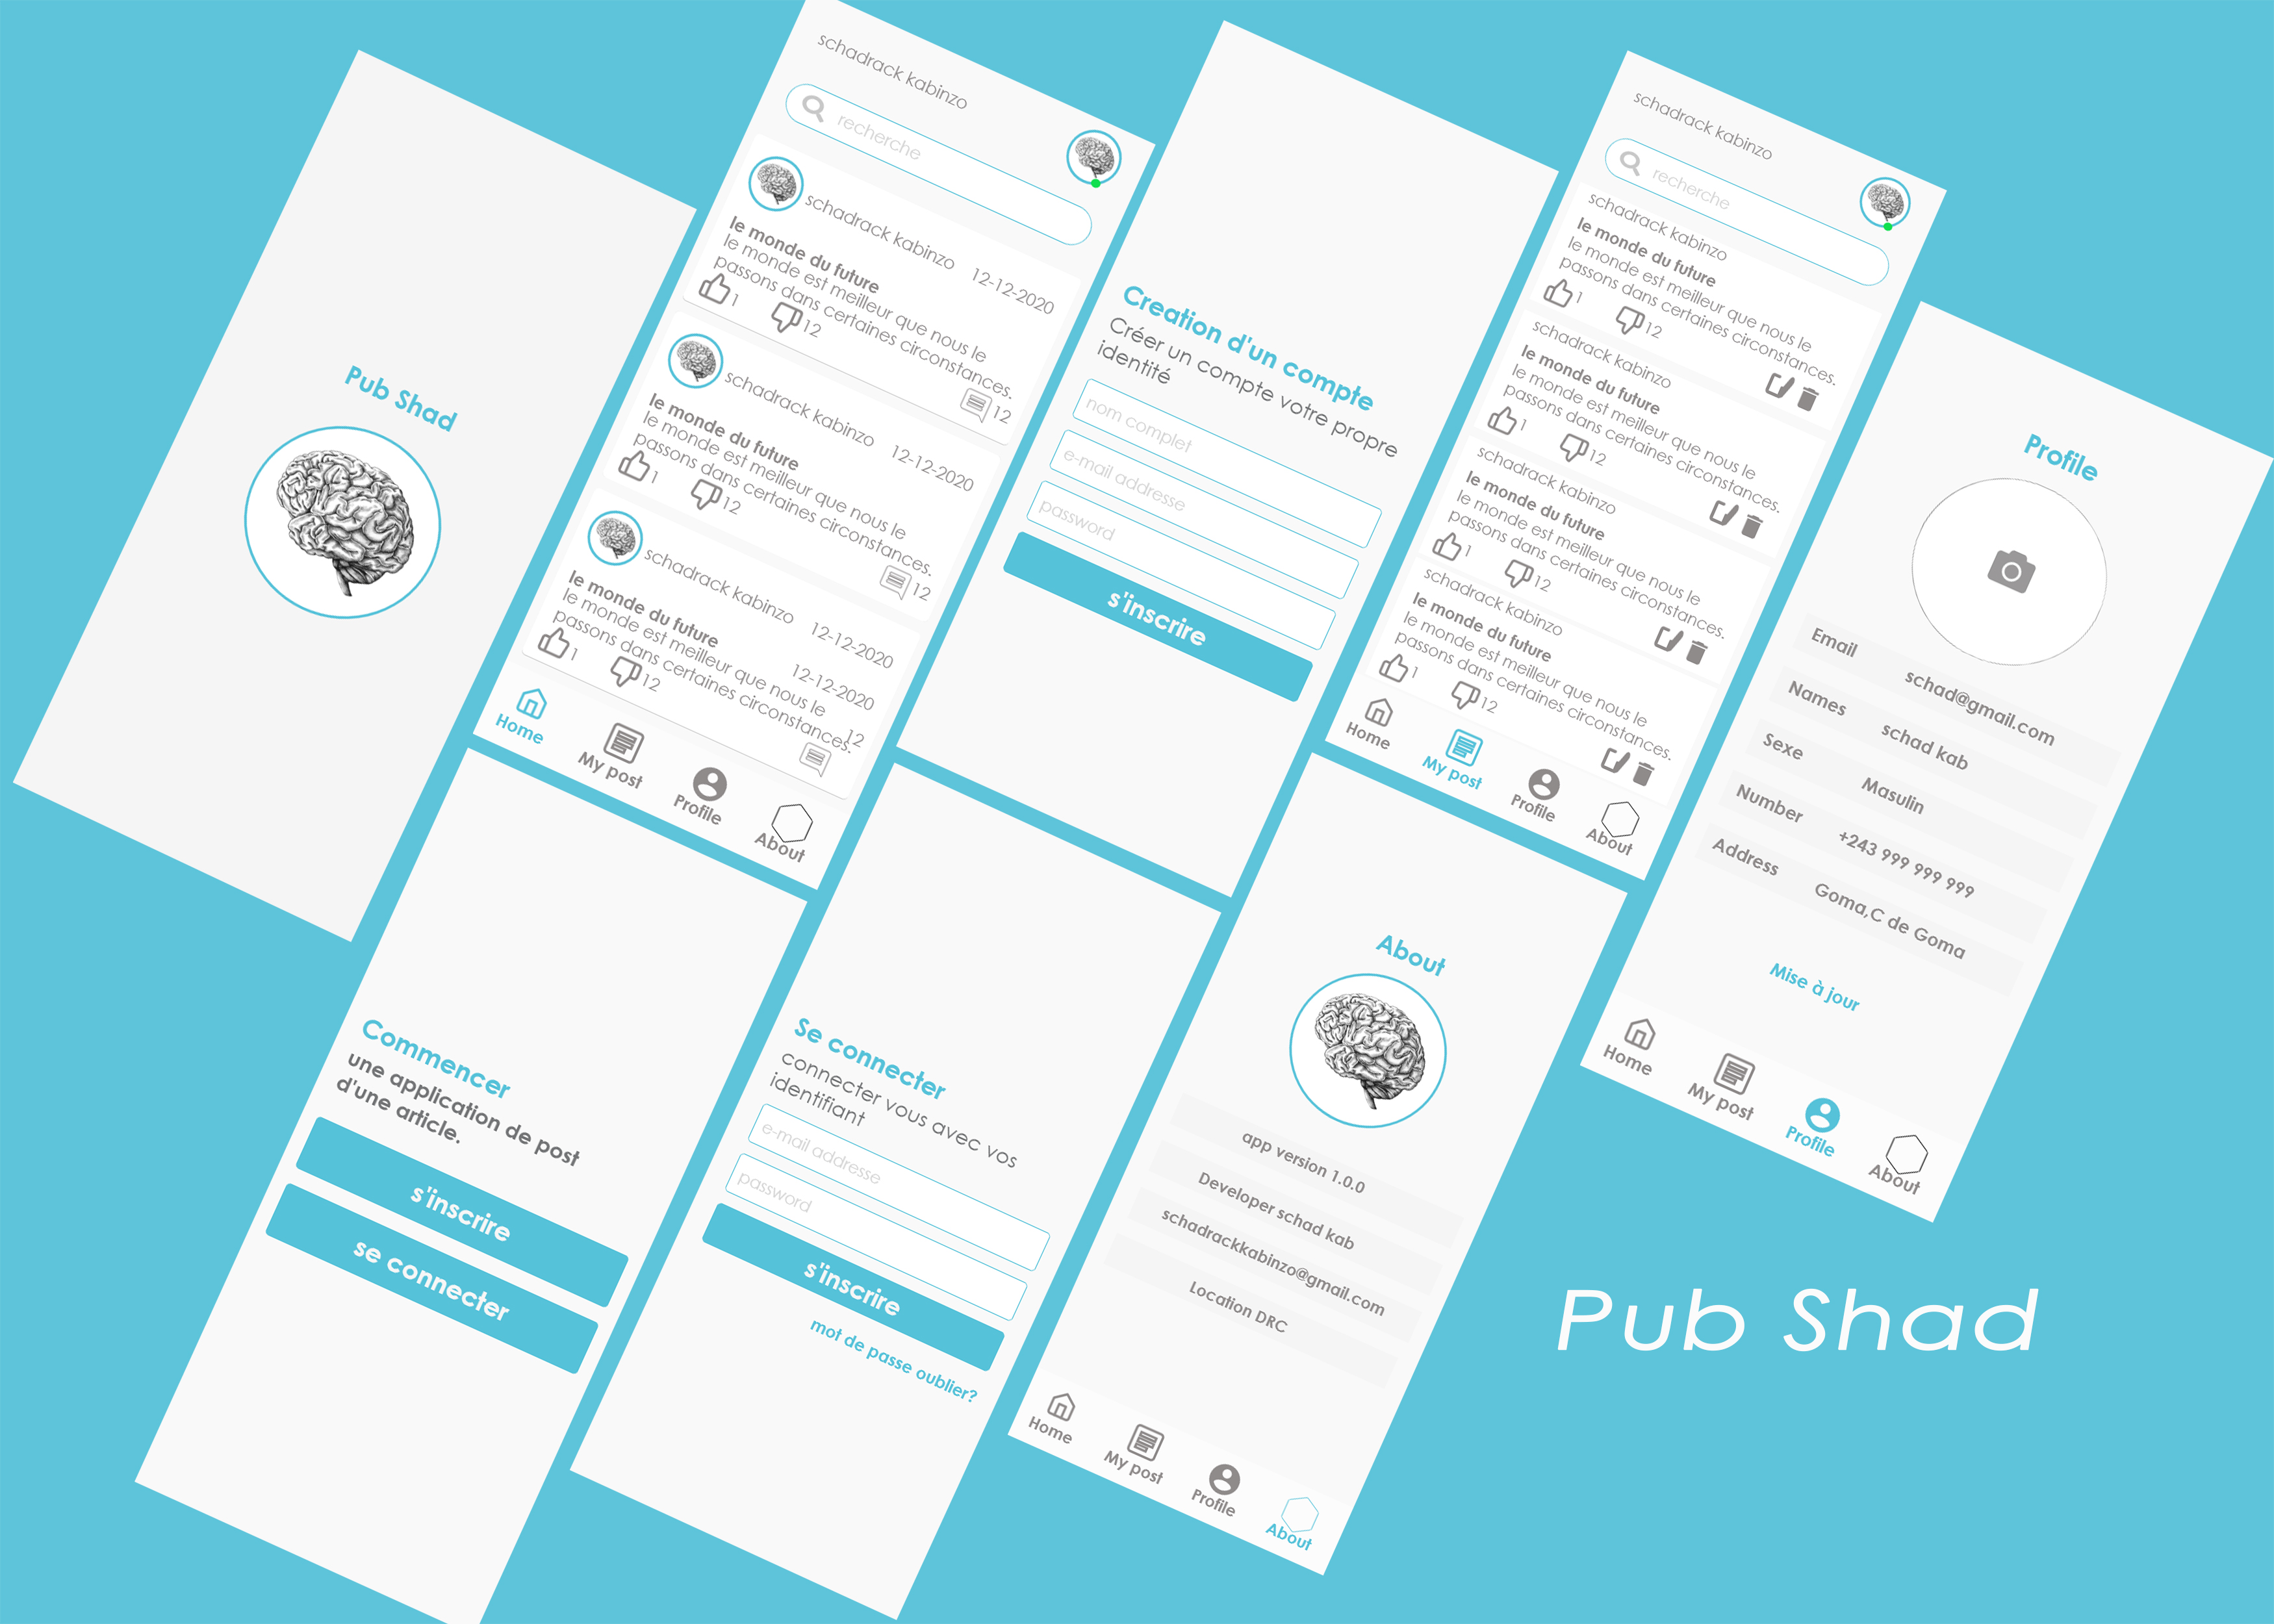 Pub Shad
schadrack kabinzo
recherche
schadrack kabinzo 12-12-2020
le monde du future
le monde est meilleur que nous le
passons dans certaines circonstances.
1 12 12
schadrack kabinzo 12-12-2020
le monde du future
le monde est meilleur que nous le
passons dans certaines circonstances.
1 12 12
schadrack kabinzo 12-12-2020
le monde du future 12-12-2020
le monde est meilleur que nous le
passons dans certaines circonstances.
12
1 12
Home My post Profile About
Creation d'un compte
Créer un compte votre propre
identité
nom complet
e-mail addresse
password
s'inscrire
schadrack kabinzo
recherche
schadrack kabinzo
le monde du future
le monde est meilleur que nous le
passons dans certaines circonstances.
1 12
schadrack kabinzo
le monde du future
le monde est meilleur que nous le
passons dans certaines circonstances.
1 12
schadrack kabinzo
le monde du future
le monde est meilleur que nous le
passons dans certaines circonstances.
1 12
schadrack kabinzo
le monde du future
le monde est meilleur que nous le
passons dans certaines circonstances.
1 12
Home My post Profile About
Profile
Email schad@gmail.com
Names schad kab
Sexe Masulin
Number +243 999 999 999
Address Goma,C de Goma
Mise à jour
Home My post Profile About
Commencer
une application de post
d'une article.
s'inscrire
se connecter
Se connecter
connecter vous avec vos
identifiant
e-mail addresse
password
s'inscrire
mot de passe oublier?
About
app version 1.0.0
Developer schad kab
schadrackkabinzo@gmail.com
Location DRC
Home My post Profile About
Pub Shad